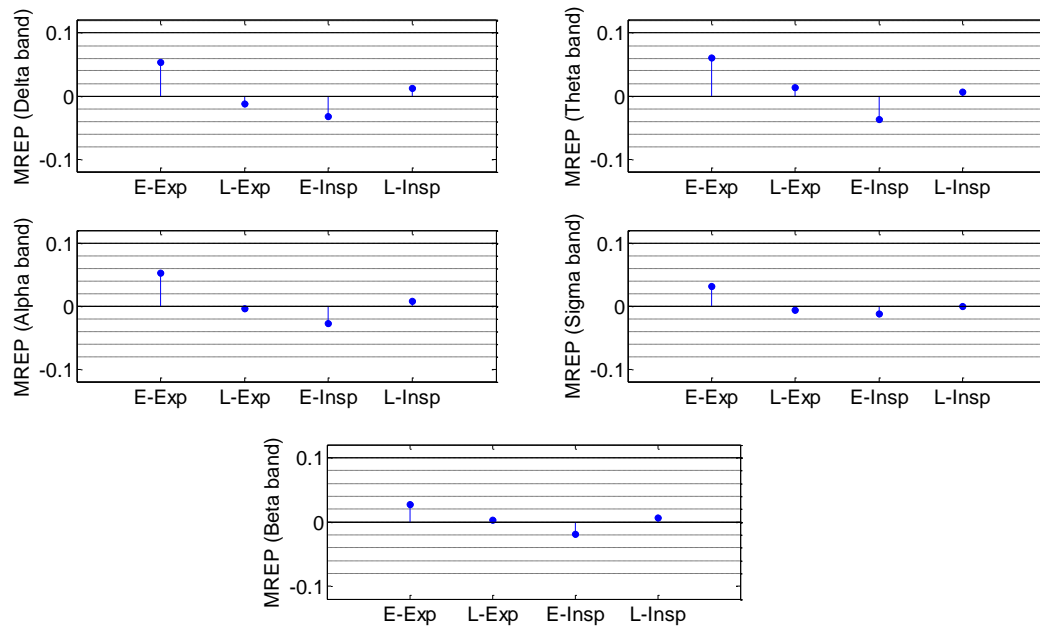 MREP (Delta band)
0.1
0
-0.1
E-Exp L-Exp E-Insp L-Insp
MREP (Theta band)
0.1
0
-0.1
E-Exp L-Exp E-Insp L-Insp
MREP (Alpha band)
0.1
0
-0.1
E-Exp L-Exp E-Insp L-Insp
MREP (Sigma band)
0.1
0
-0.1
E-Exp L-Exp E-Insp L-Insp
MREP (Beta band)
0.1
0
-0.1
E-Exp L-Exp E-Insp L-Insp